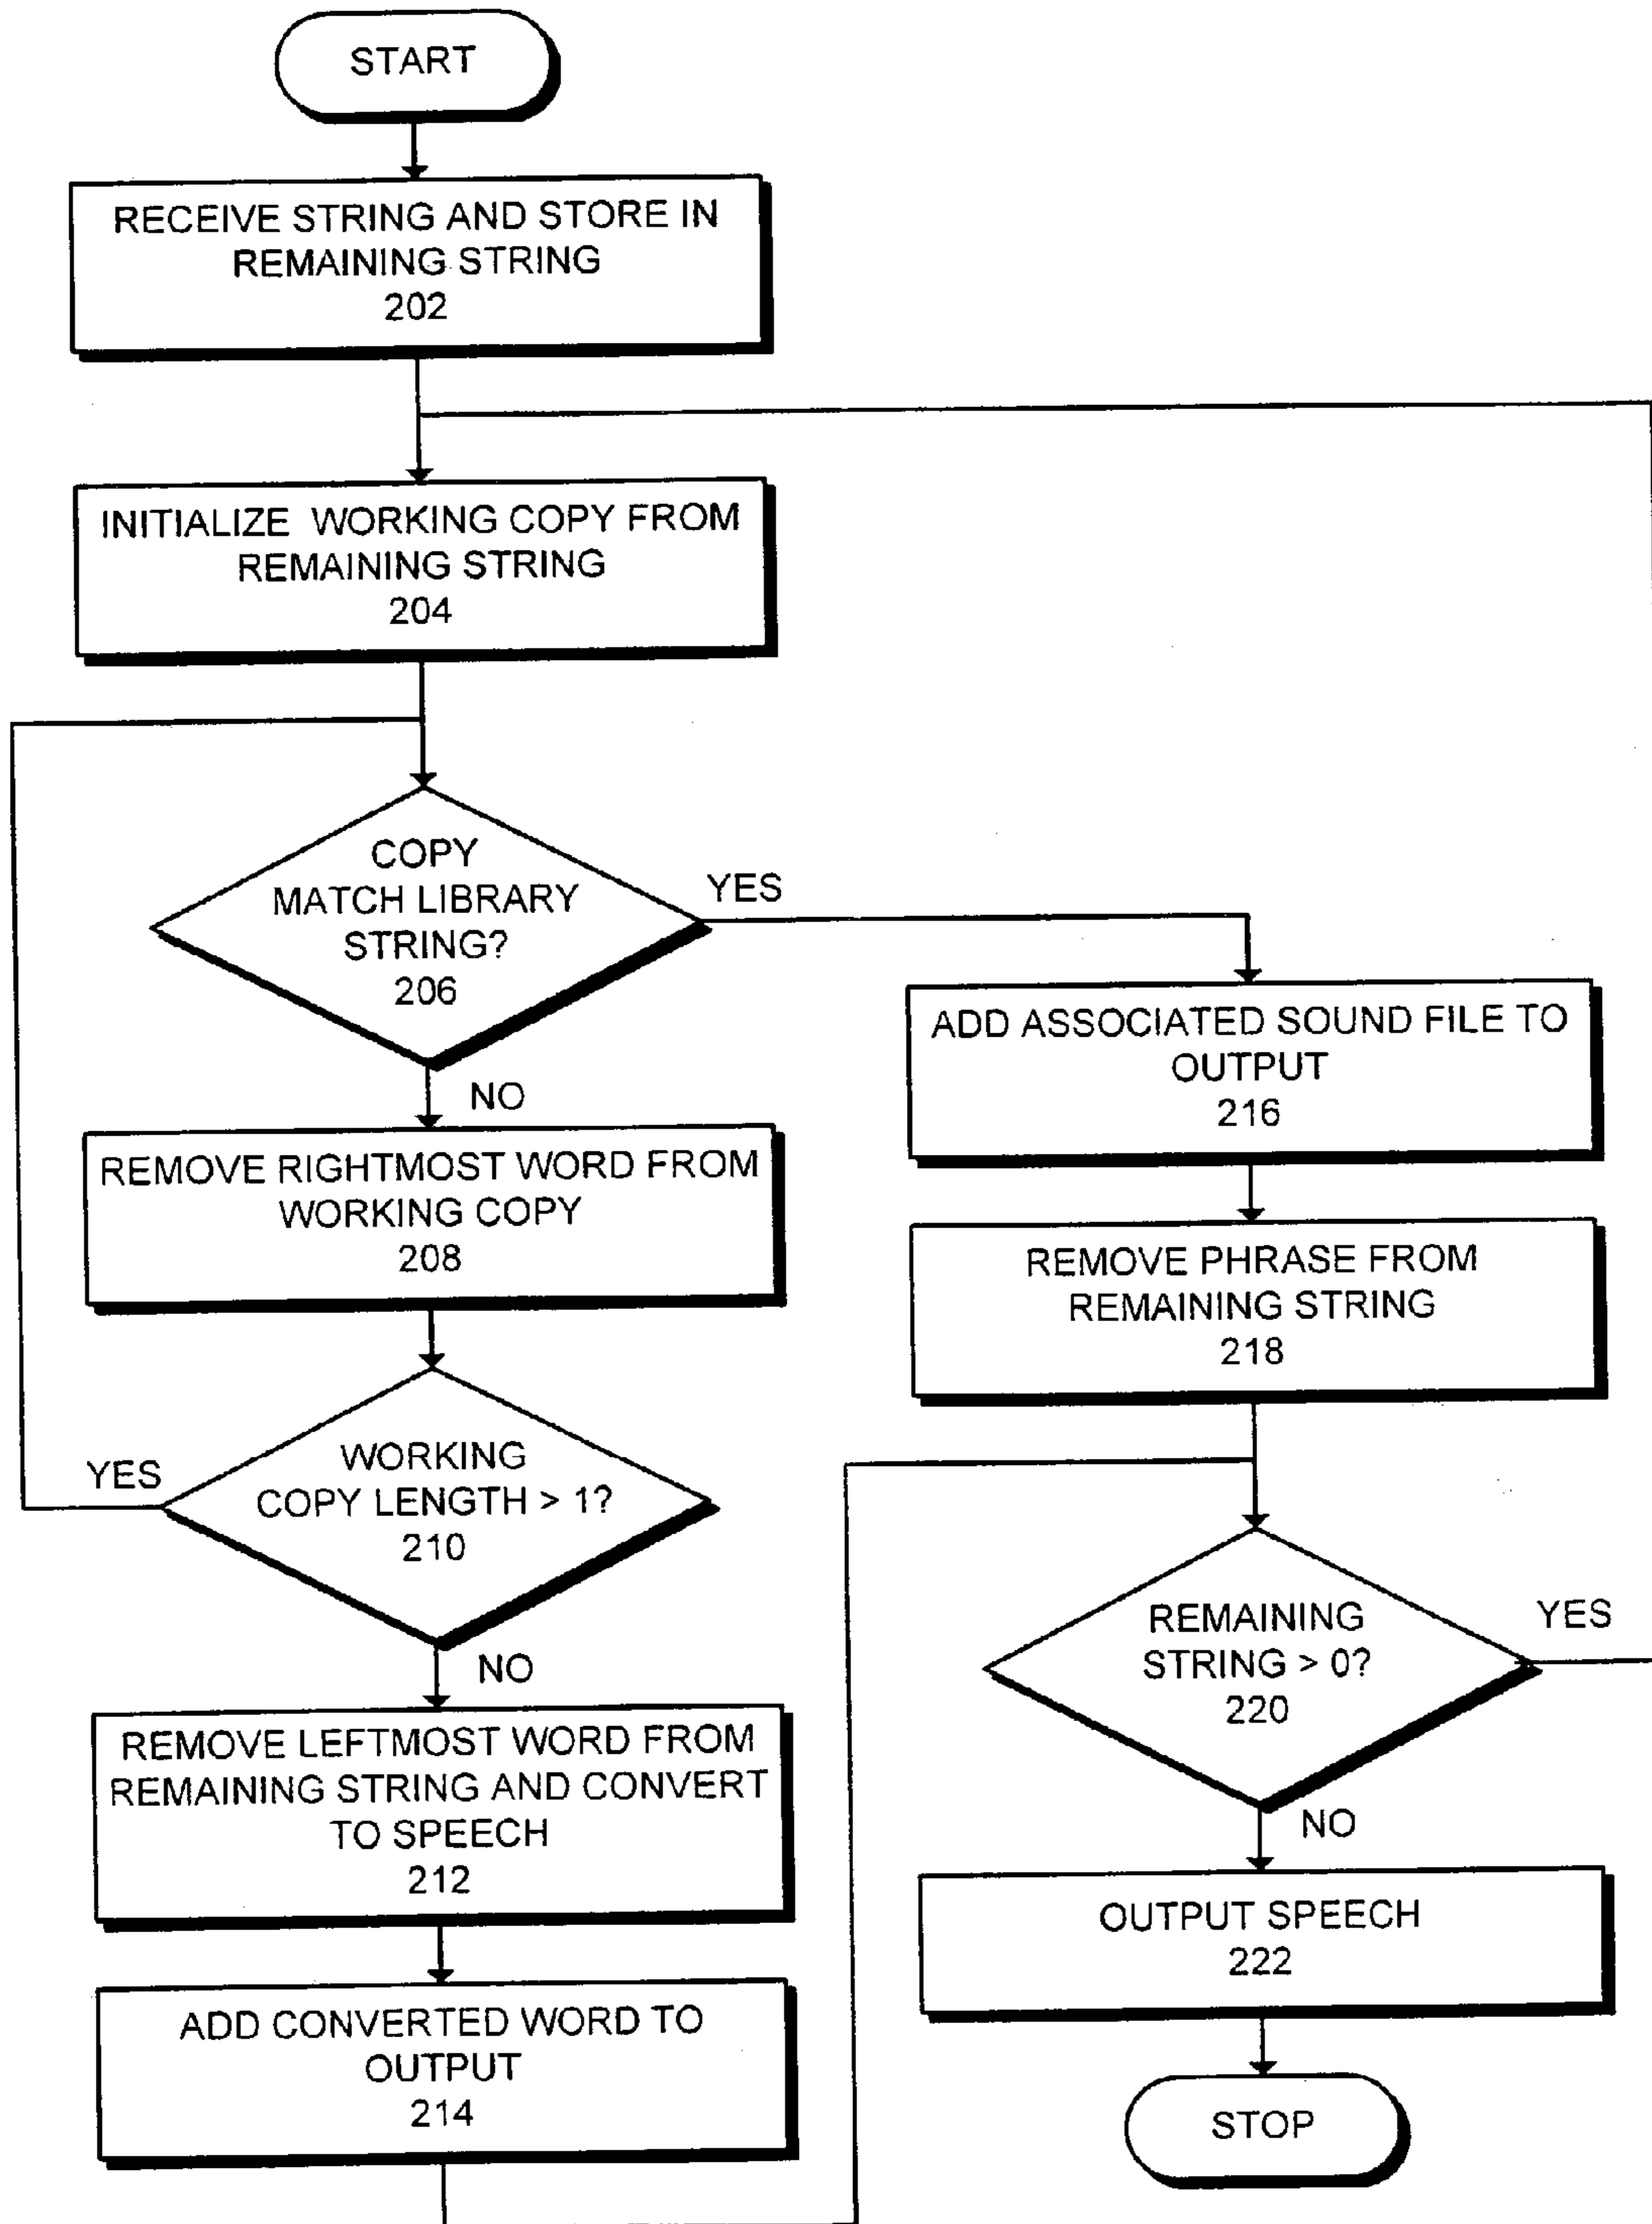 START
RECEIVE STRING AND STORE IN
REMAINING STRING
202
INITIALIZE WORKING COPY FROM
REMAINING STRING
204
COPY
MATCH LIBRARY
STRING?
206
YES
NO
REMOVE RIGHTMOST WORD FROM
WORKING COPY
208
WORKING
COPY LENGTH > 1?
210
YES
NO
REMOVE LEFTMOST WORD FROM
REMAINING STRING AND CONVERT
TO SPEECH
212
ADD CONVERTED WORD TO
OUTPUT
214
ADD ASSOCIATED SOUND FILE TO
OUTPUT
216
REMOVE PHRASE FROM
REMAINING STRING
218
REMAINING
STRING > 0?
220
YES
NO
OUTPUT SPEECH
222
STOP